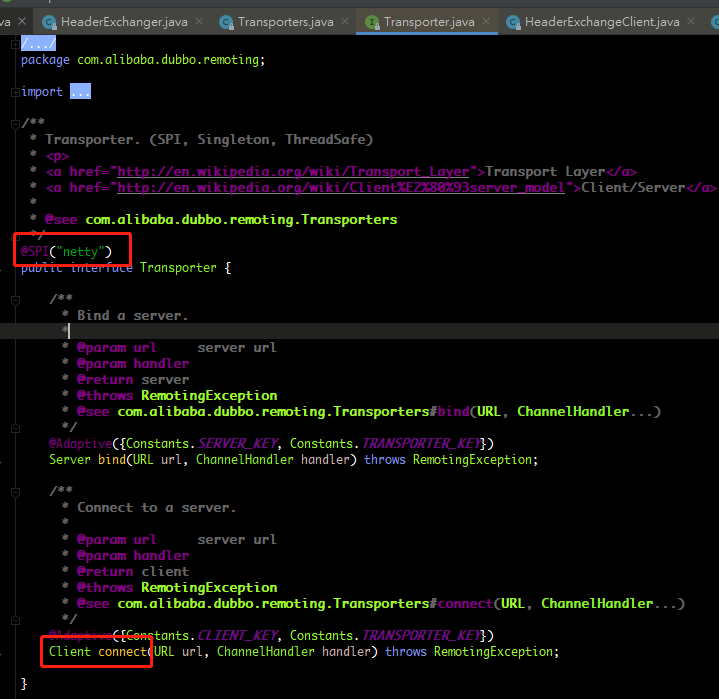 va × HeaderExchanger.java × Transporters.java × Transporter.java × HeaderExchangeClient.java ×
/.../
package com.alibaba.dubbo.remoting;
import ...
/**
* Transporter. (SPI, Singleton, ThreadSafe)
* <p>
* <a href="http://en.wikipedia.org/wiki/Transport_Layer">Transport Layer</a>
* <a href="http://en.wikipedia.org/wiki/Client%E2%80%93server_model">Client/Server</a>
*
* @see com.alibaba.dubbo.remoting.Transporters
*/
@SPI("netty")
public interface Transporter {
/**
* Bind a server.
*
* @param url     server url
* @param handler
* @return server
* @throws RemotingException
* @see com.alibaba.dubbo.remoting.Transporters#bind(URL, ChannelHandler...)
*/
@Adaptive({Constants.SERVER_KEY, Constants.TRANSPORTER_KEY})
Server bind(URL url, ChannelHandler handler) throws RemotingException;
/**
* Connect to a server.
*
* @param url     server url
* @param handler
* @return client
* @throws RemotingException
* @see com.alibaba.dubbo.remoting.Transporters#connect(URL, ChannelHandler...)
*/
@Adaptive({Constants.CLIENT_KEY, Constants.TRANSPORTER_KEY})
Client connect(URL url, ChannelHandler handler) throws RemotingException;
}